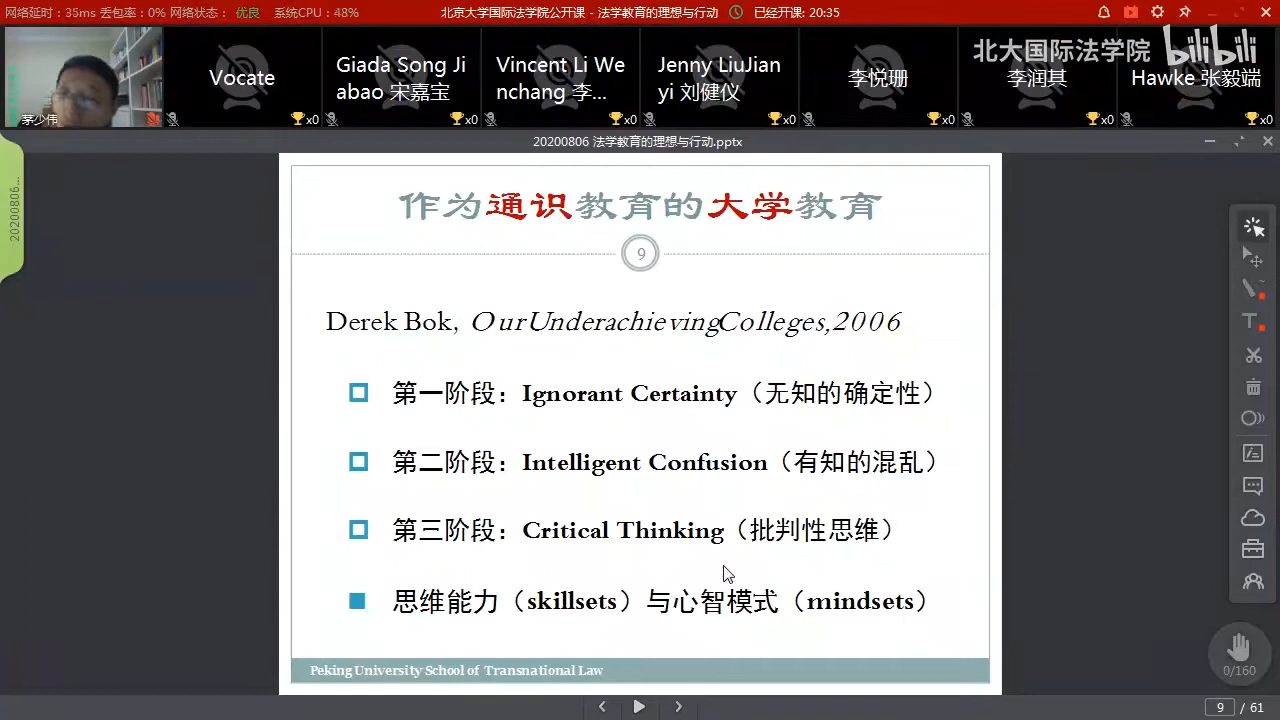 网络延时：35ms 丢包率：0% 网络状态： 优良 系统CPU：48% 北京大学国际法学院公开课 - 法学教育的理想与行动 已经开课: 20:35
北大国际法学院 bilibili
茅少伟
Vocate
x0
Giada Song Ji
abao 宋嘉宝
x0
Vincent Li We
nchang 李...
x0
Jenny LiuJian
yi 刘健仪
x0
李悦珊
x0
李润其
x0
Hawke 张毅端
x0
20200806 法学教育的理想与行动.pptx
20200806...
作为通识教育的大学教育
9
Derek Bok, Our Underachieving Colleges, 2006
第一阶段：Ignorant Certainty（无知的确定性）
第二阶段：Intelligent Confusion（有知的混乱）
第三阶段：Critical Thinking（批判性思维）
思维能力（skillsets）与心智模式（mindsets）
Peking University School of Transnational Law
0/160
9 / 61